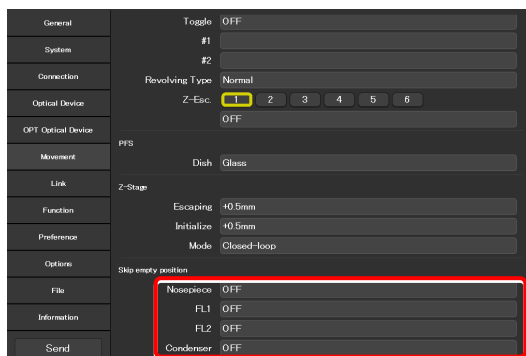 General
System
Connection
Optical Device
OPT Optical Device
Movement
Link
Function
Preference
Options
File
Information
Send
Toggle OFF
#1
#2
Revolving Type Normal
Z-Esc. 1 2 3 4 5 6
OFF
PFS
Dish Glass
Z-Stage
Escaping +0.5mm
Initialize +0.5mm
Mode Closed-loop
Skip empty position
Nosepiece OFF
FL1 OFF
FL2 OFF
Condenser OFF